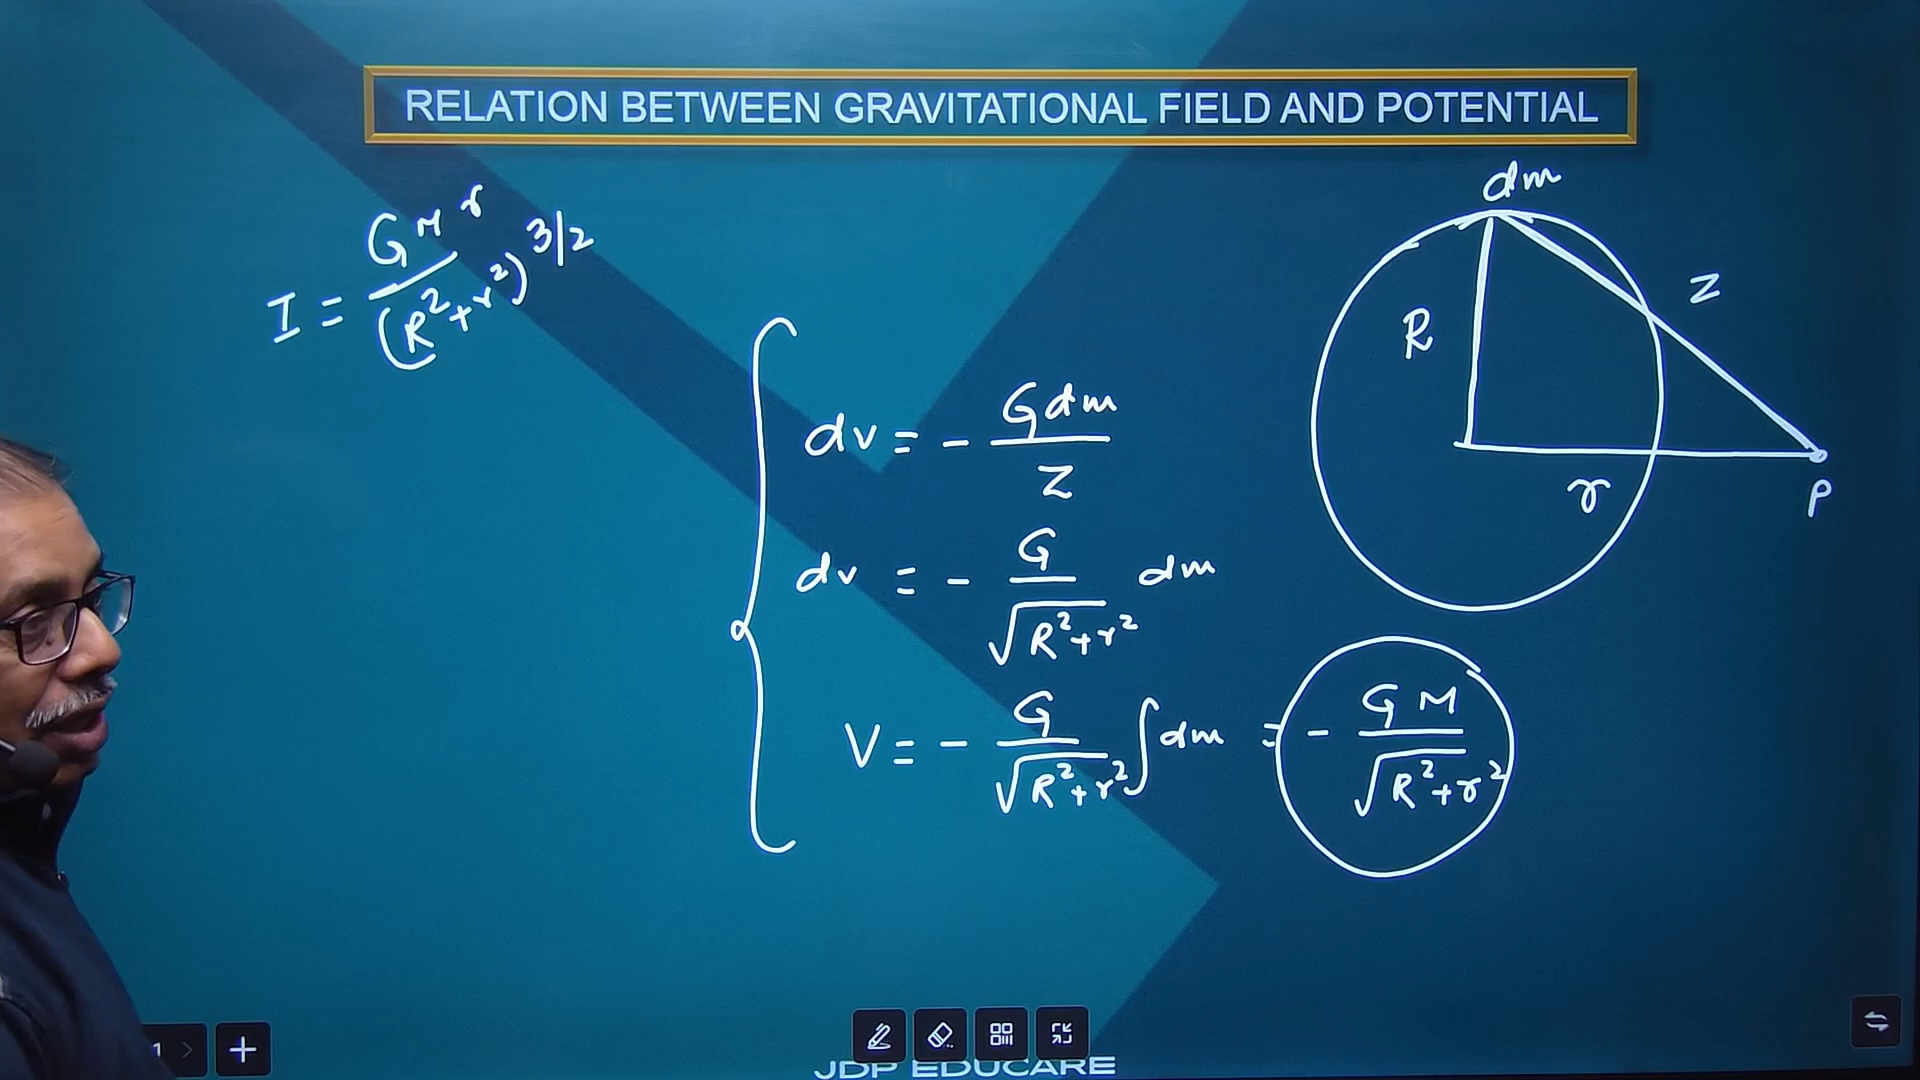 RELATION BETWEEN GRAVITATIONAL FIELD AND POTENTIAL
I = GMr / (R²+r²)^3/2
dv = - Gdm / z
dv = - G / √R²+r² dm
V = - G / √R²+r² ∫dm = - GM / √R²+r²
dm
R
z
r
P
1
JDP EDUCARE